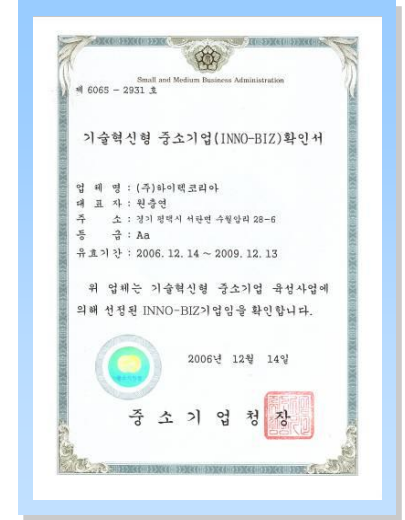 Small and Medium Business Administration
제 6065 - 2931 호
기술혁신형 중소기업(INNO-BIZ)확인서
업 체 명 : (주)하이텍코리아
대 표 자 : 원충연
주 소 : 경기 평택시 서탄면 수월암리 28-6
등 급 : Aa
유효기간 : 2006. 12. 14 ~ 2009. 12. 13
위 업체는 기술혁신형 중소기업 육성사업에
의해 선정된 INNO-BIZ기업임을 확인합니다.
2006년 12월 14일
중 소 기 업 청 장